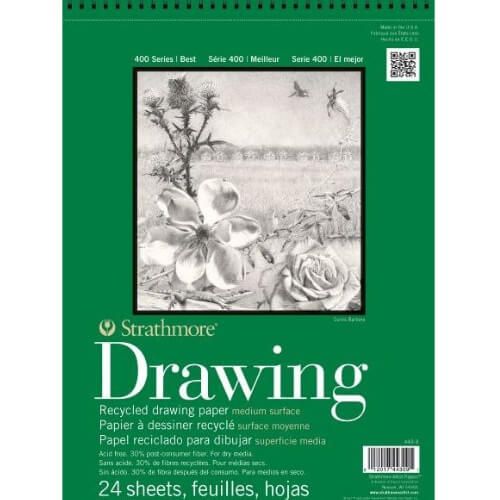 Made in the U.S.A.
400 Series | Best
Série 400 | Meilleur
Serie 400 | El mejor
Strathmore®
Drawing
Recycled drawing paper medium surface
Papier à dessiner recyclé surface moyenne
Papel reciclado para dibujar superficie media
Acid free. 30% post-consumer fiber. For dry media.
Sans acide. 30% de fibres recyclées. Pour médias secs.
Sin ácido. 30% de fibra después del consumo. Para medios en seco.
24 sheets, feuilles, hojas
443-9